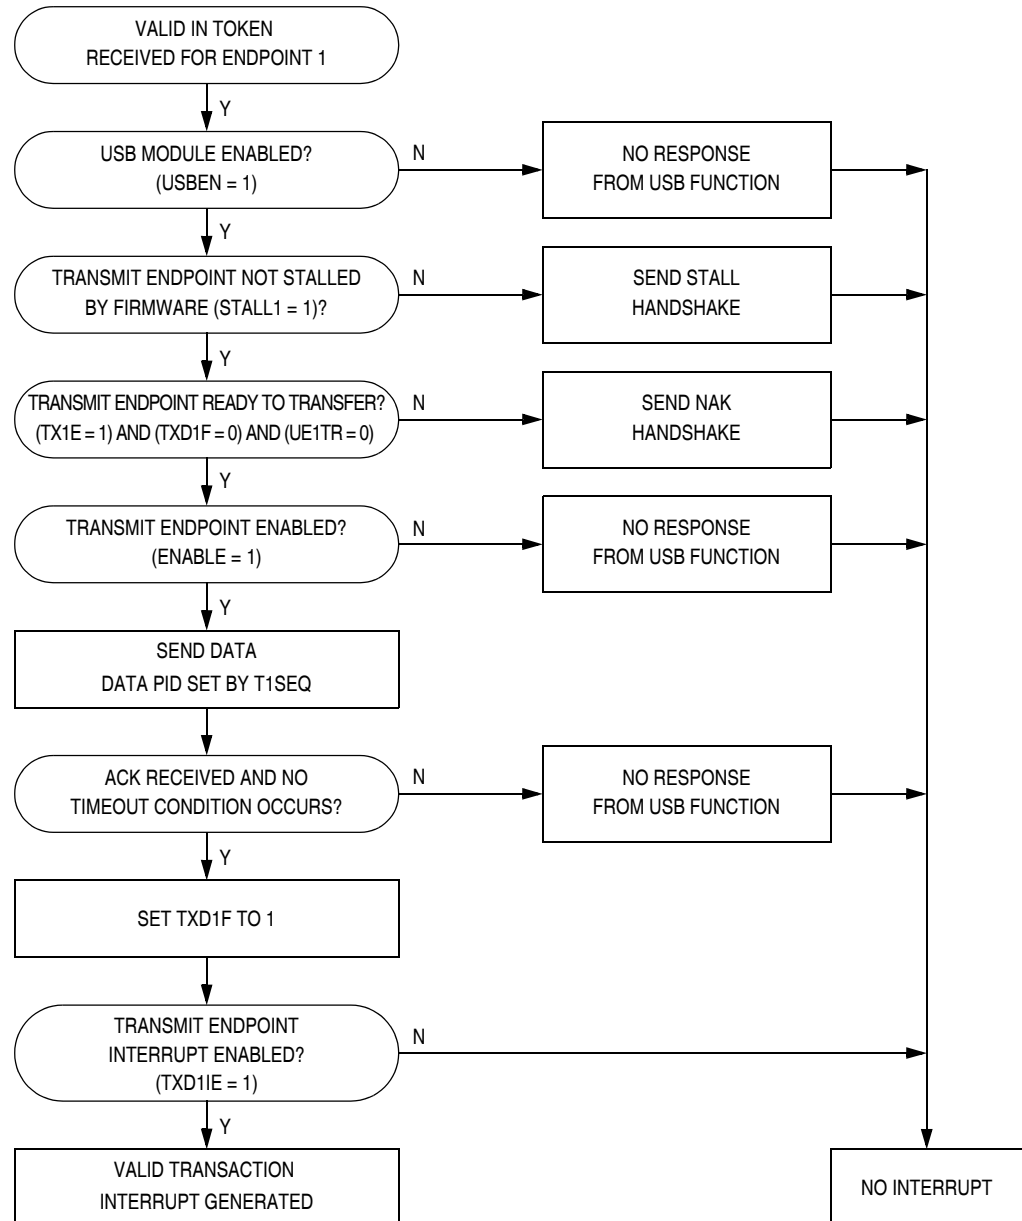 VALID IN TOKEN
RECEIVED FOR ENDPOINT 1
Y
USB MODULE ENABLED?
(USBEN = 1)
N
NO RESPONSE
FROM USB FUNCTION
Y
TRANSMIT ENDPOINT NOT STALLED
BY FIRMWARE (STALL1 = 1)?
N
SEND STALL
HANDSHAKE
Y
TRANSMIT ENDPOINT READY TO TRANSFER?
(TX1E = 1) AND (TXD1F = 0) AND (UE1TR = 0)
N
SEND NAK
HANDSHAKE
Y
TRANSMIT ENDPOINT ENABLED?
(ENABLE = 1)
N
NO RESPONSE
FROM USB FUNCTION
Y
SEND DATA
DATA PID SET BY T1SEQ
ACK RECEIVED AND NO
TIMEOUT CONDITION OCCURS?
N
NO RESPONSE
FROM USB FUNCTION
Y
SET TXD1F TO 1
TRANSMIT ENDPOINT
INTERRUPT ENABLED?
(TXD1IE = 1)
N
Y
VALID TRANSACTION
INTERRUPT GENERATED
NO INTERRUPT